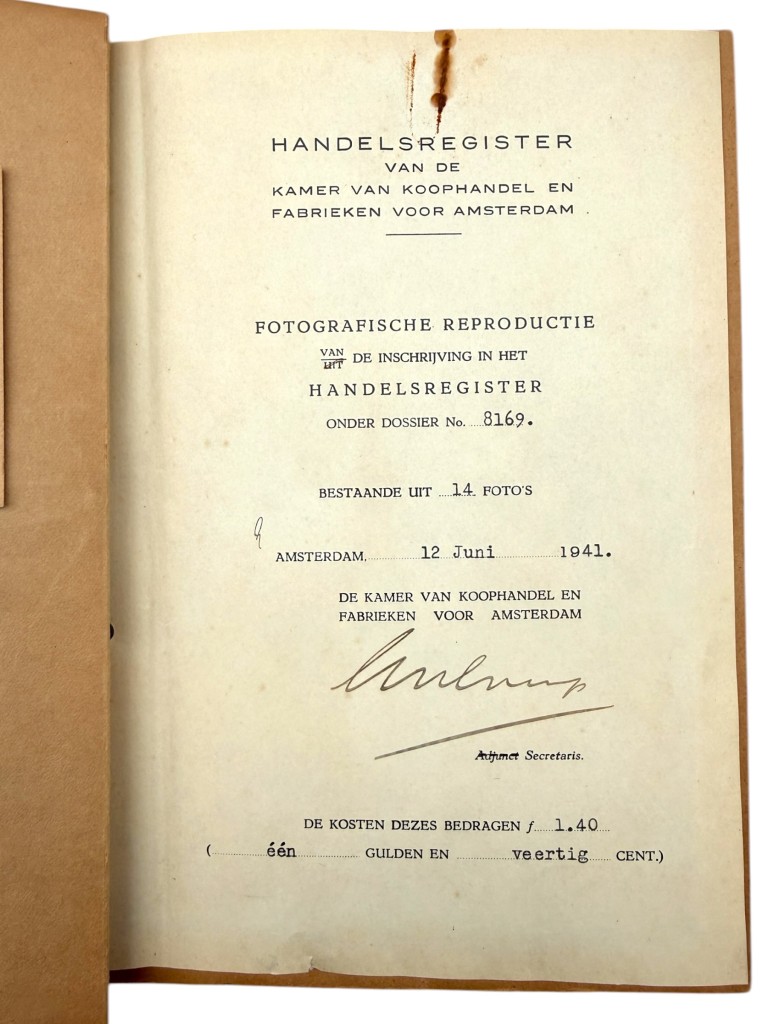 HANDELSREGISTER
VAN DE
KAMER VAN KOOPHANDEL EN
FABRIEKEN VOOR AMSTERDAM.
FOTOGRAFISCHE REPRODUCTIE
VAN
UIT DE INSCHRIJVING IN HET
HANDELSREGISTER
ONDER DOSSIER No. 8169.
BESTAANDE UIT 14 FOTO'S
AMSTERDAM, 12 Juni 1941.
DE KAMER VAN KOOPHANDEL EN
FABRIEKEN VOOR AMSTERDAM
Adjunct Secretaris.
DE KOSTEN DEZES BEDRAGEN f 1.40
( één GULDEN EN veertig CENT.)